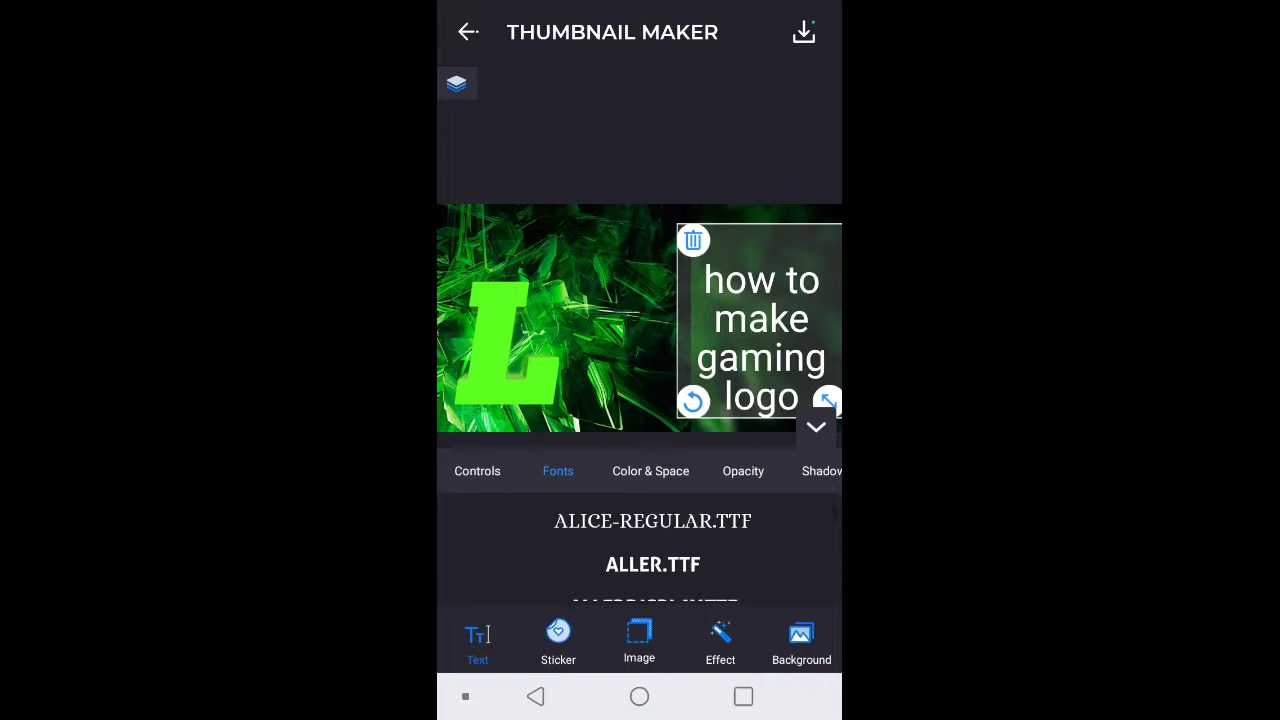 THUMBNAIL MAKER
L
how to
make
gaming
logo
Controls Fonts Color & Space Opacity Shadow
ALICE-REGULAR.TTF
ALLER.TTF
Text Sticker Image Effect Background